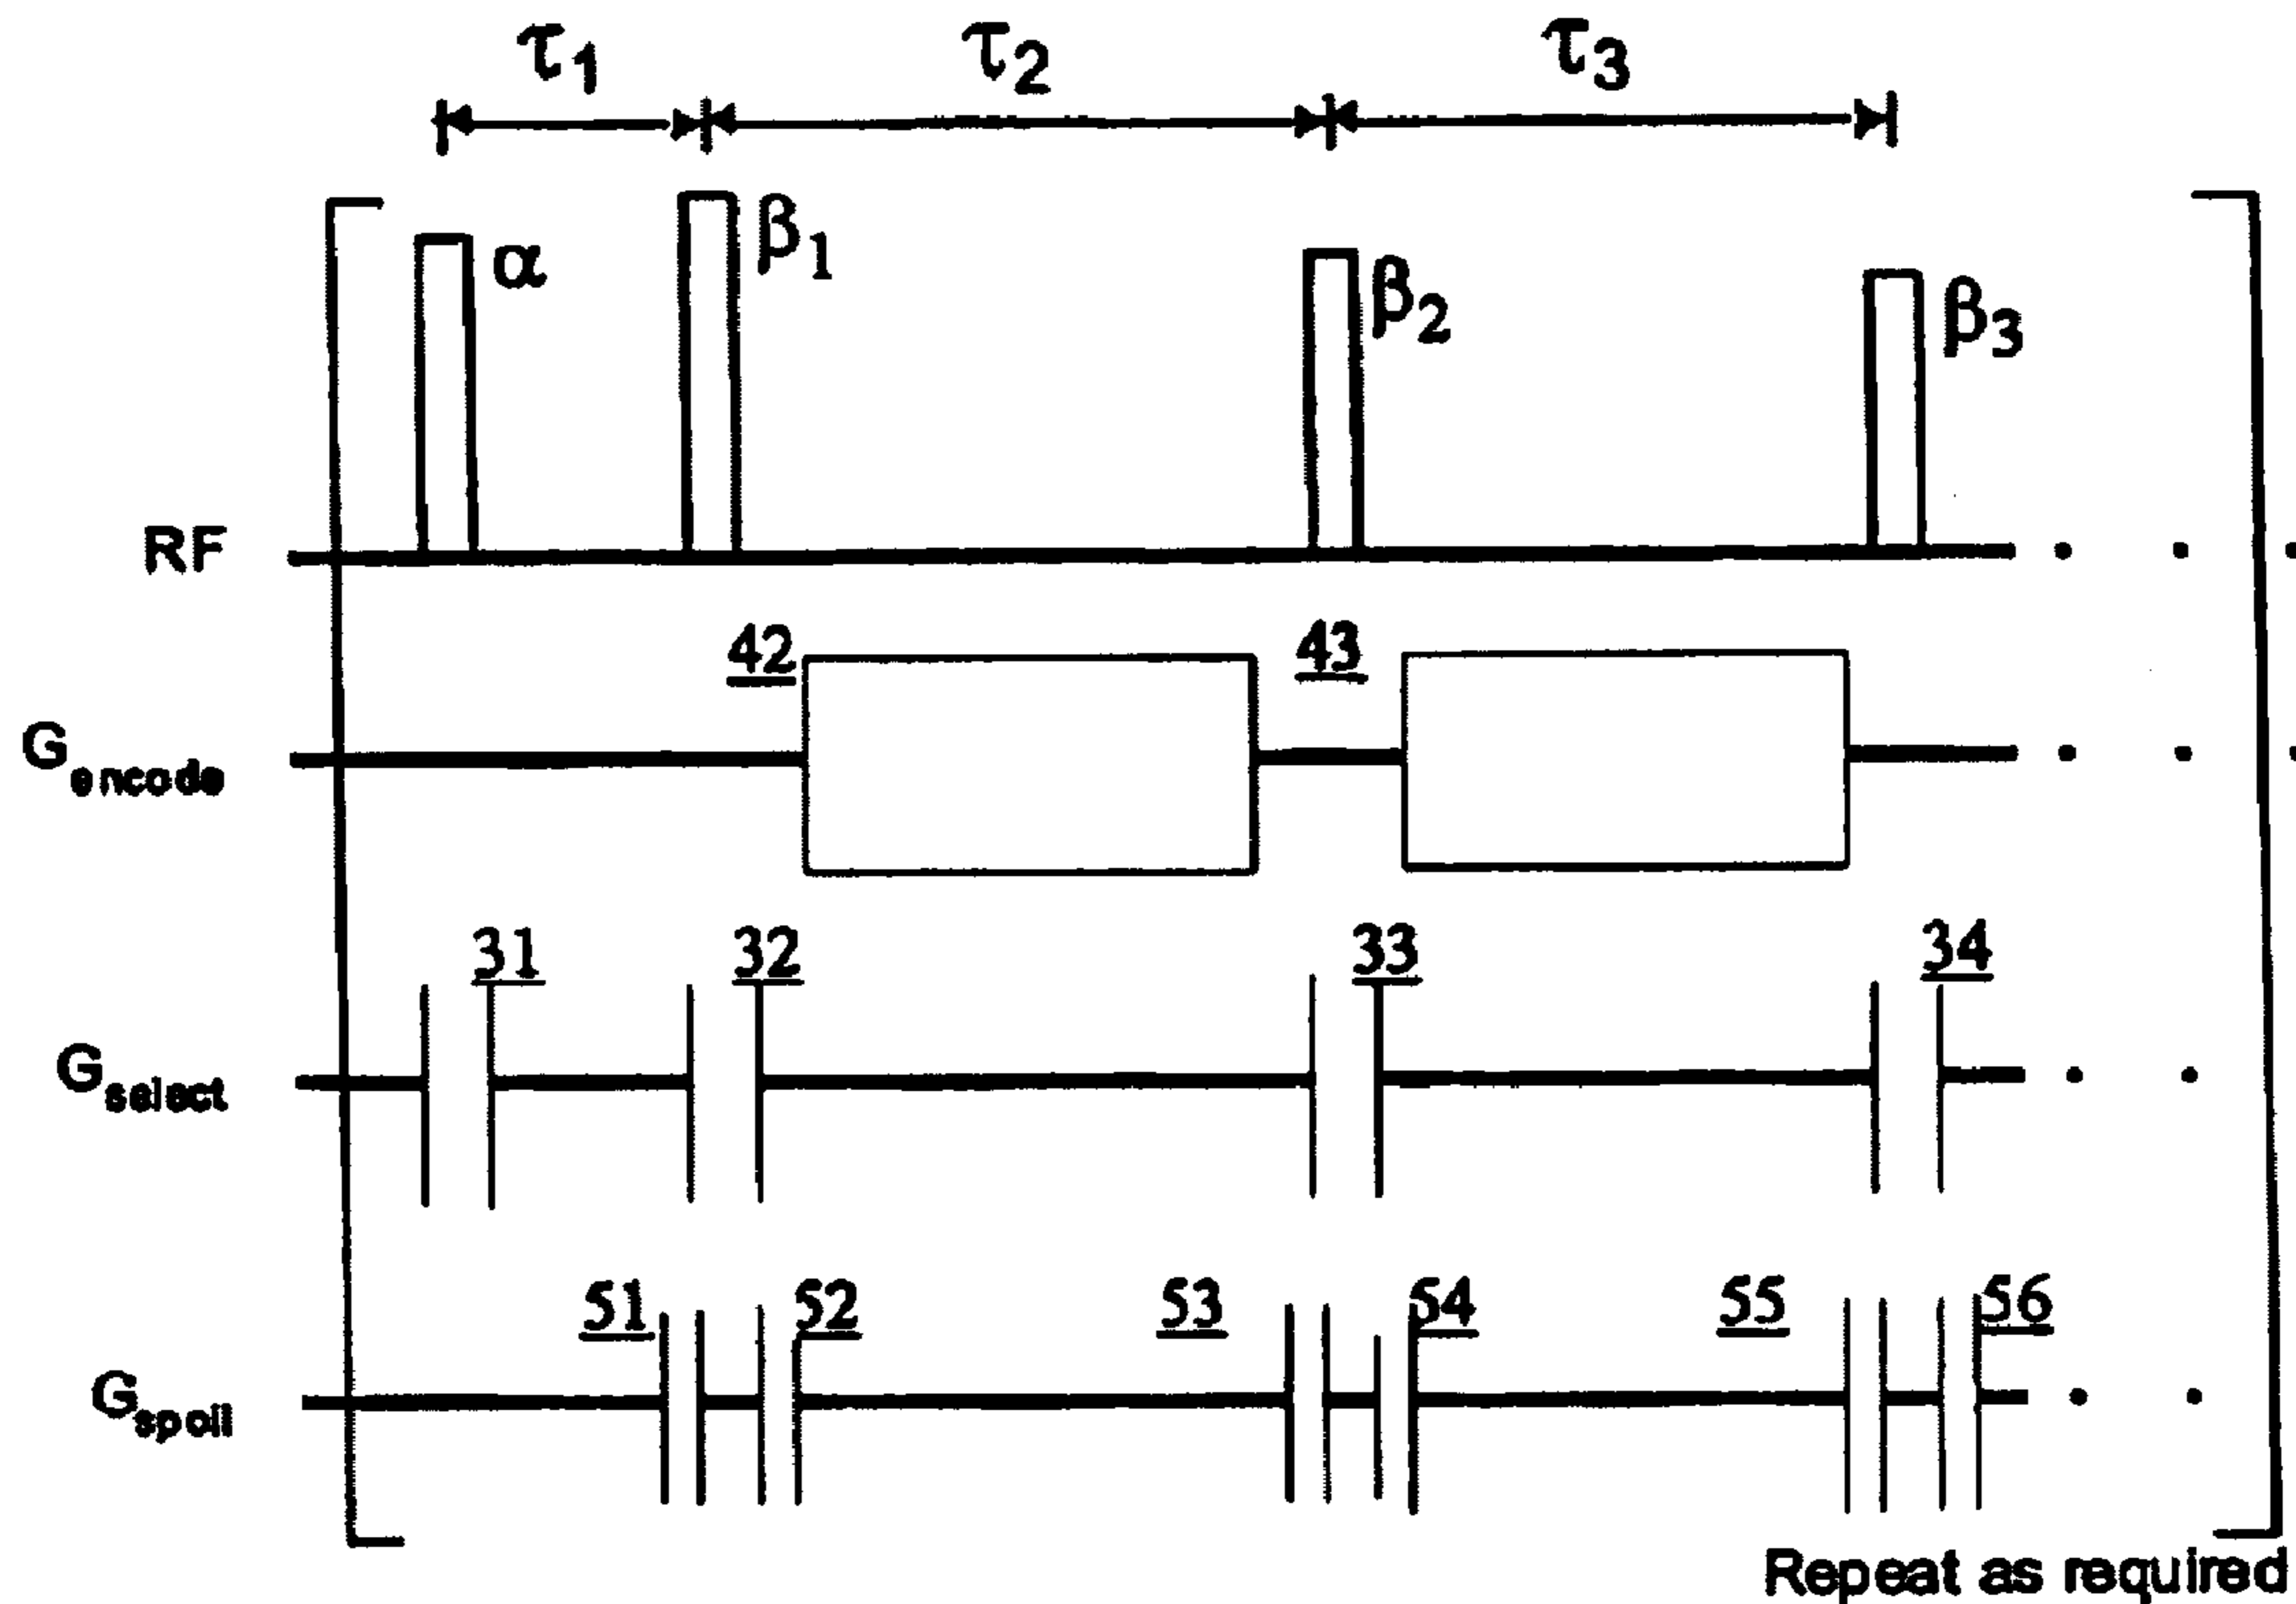 τ1 τ2 τ3
α β1 β2 β3
RF
42 43
Gencode
31 32 33 34
Gselect
51 52 53 54 55 56
Gspoil
Repeat as required